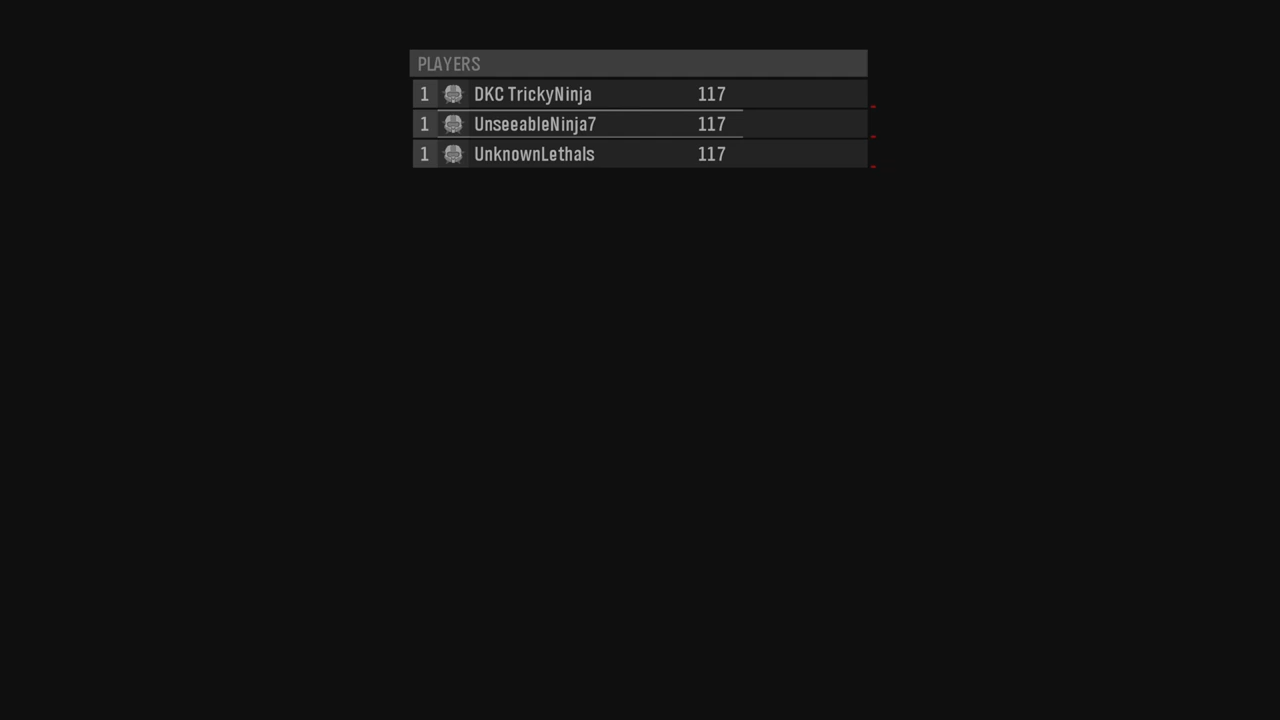 PLAYERS
1 DKC TrickyNinja 117
1 UnseeableNinja7 117
1 UnknownLethals 117